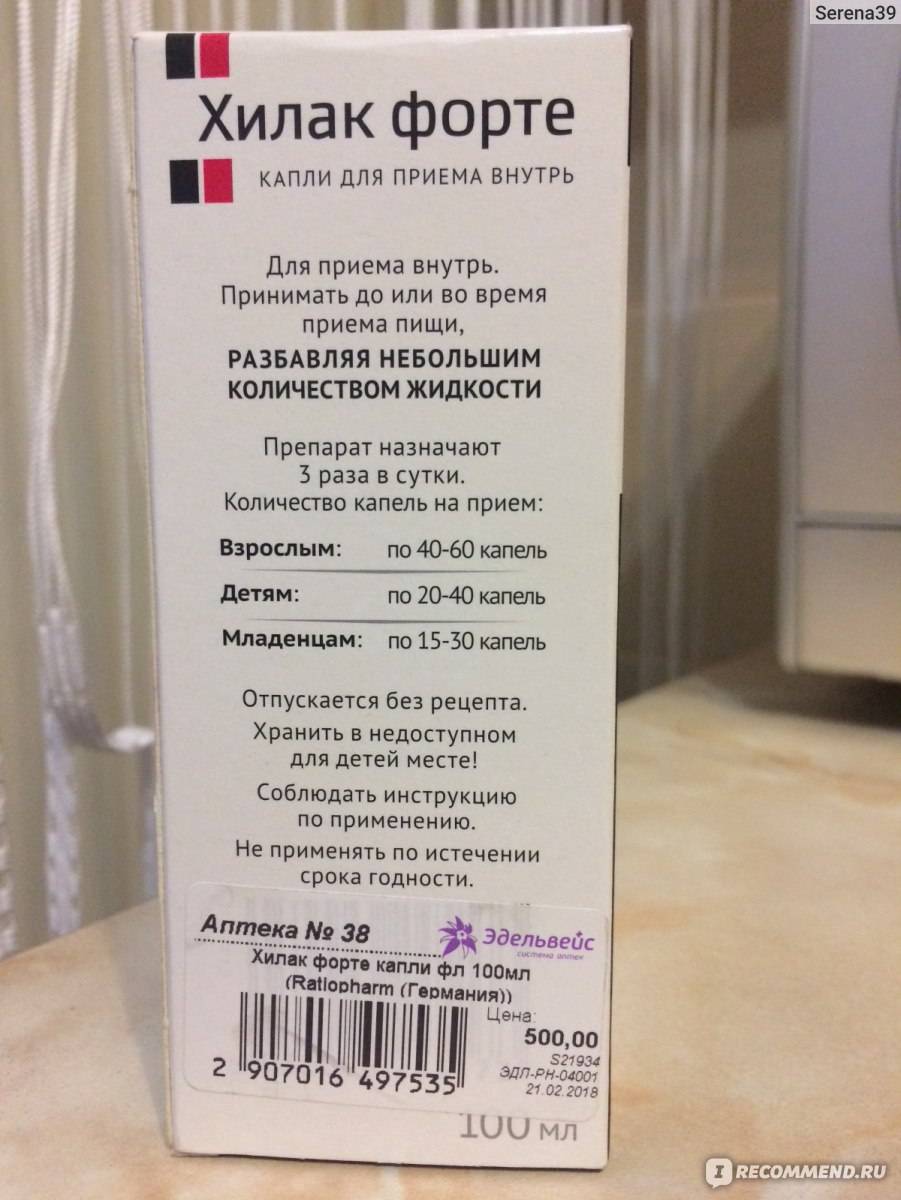 Serena39
Хилак форте
КАПЛИ ДЛЯ ПРИЕМА ВНУТРЬ
Для приема внутрь.
Принимать до или во время
приема пищи,
РАЗБАВЛЯЯ НЕБОЛЬШИМ
КОЛИЧЕСТВОМ ЖИДКОСТИ
Препарат назначают
3 раза в сутки.
Количество капель на прием:
Взрослым: по 40-60 капель
Детям: по 20-40 капель
Младенцам: по 15-30 капель
Отпускается без рецепта.
Хранить в недоступном
для детей месте!
Соблюдать инструкцию
по применению.
Не применять по истечении
срока годности.
Аптека № 38
Эдельвейс
система аптек
Хилак форте капли фл 100мл
(Ratiopharm (Германия))
Цена:
500,00
S21934
ЭДЛ-РН-04001
21.02.2018
2 907016 497535
100 мл
IRECOMMEND.RU